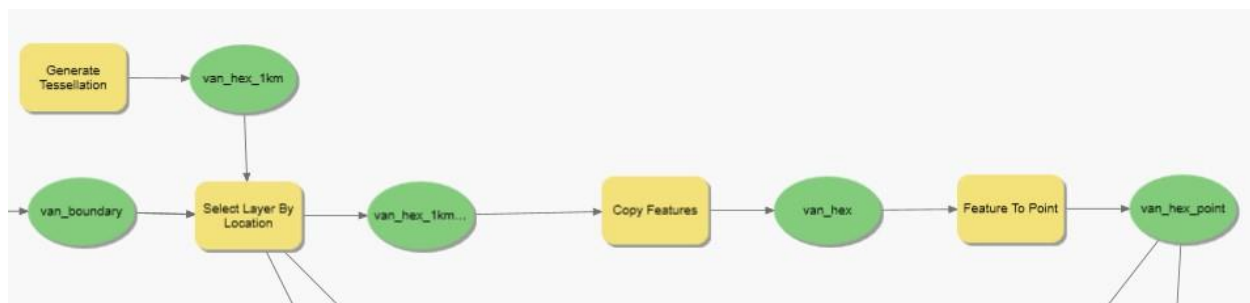 Generate
Tessellation
van_hex_1km
van_boundary
Select Layer By
Location
van_hex_1km...
Copy Features
van_hex
Feature To Point
van_hex_point